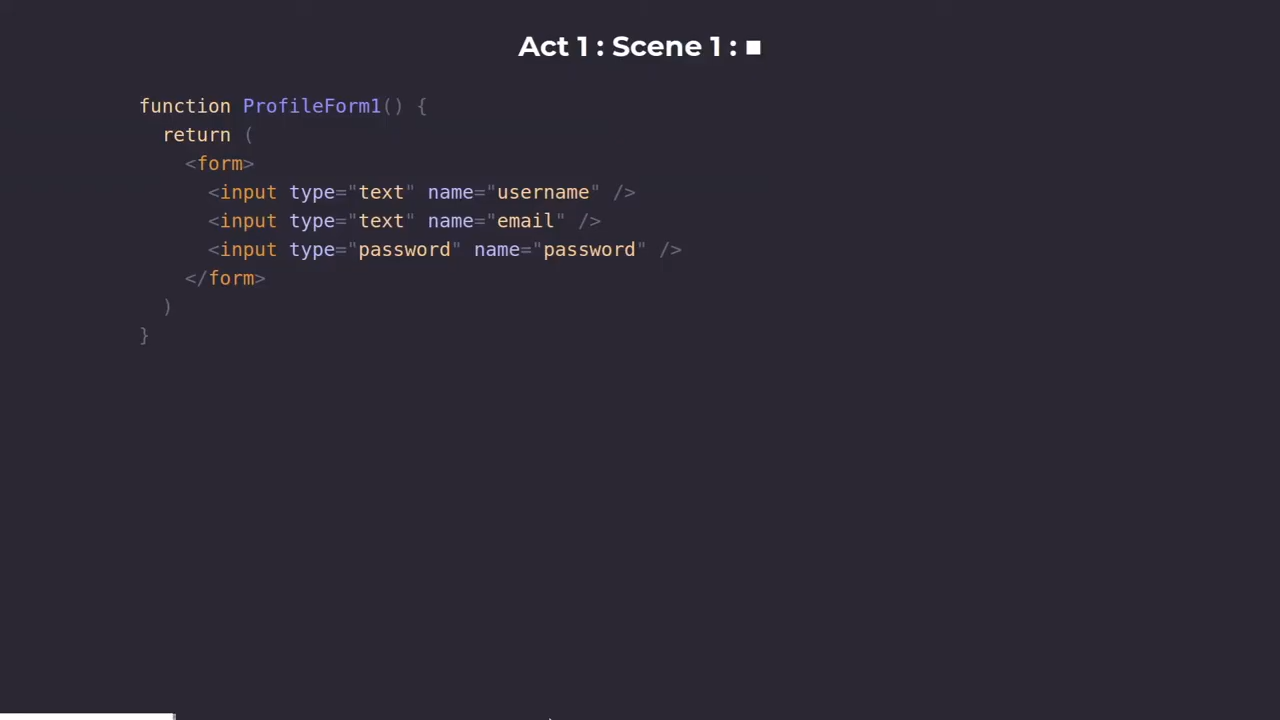 Act 1 : Scene 1 : ■
function ProfileForm1() {
  return (
    <form>
      <input type="text" name="username" />
      <input type="text" name="email" />
      <input type="password" name="password" />
    </form>
  )
}